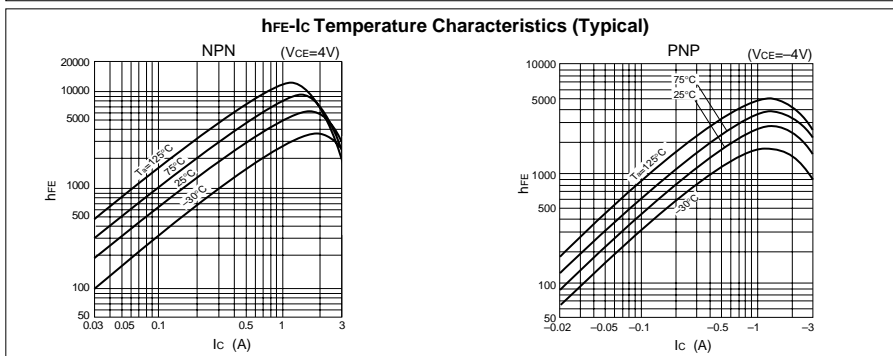 hFE-IC Temperature Characteristics (Typical)
NPN
(VCE=4V)
20000
10000
5000
1000
500
100
50
hFE
Ta=125°C
75°C
25°C
–30°C
0.03
0.05
0.1
0.5
1
3
IC (A)
PNP
(VCE=–4V)
10000
5000
1000
500
100
50
hFE
75°C
25°C
Ta=125°C
–30°C
–0.02
–0.05
–0.1
–0.5
–1
–3
IC (A)